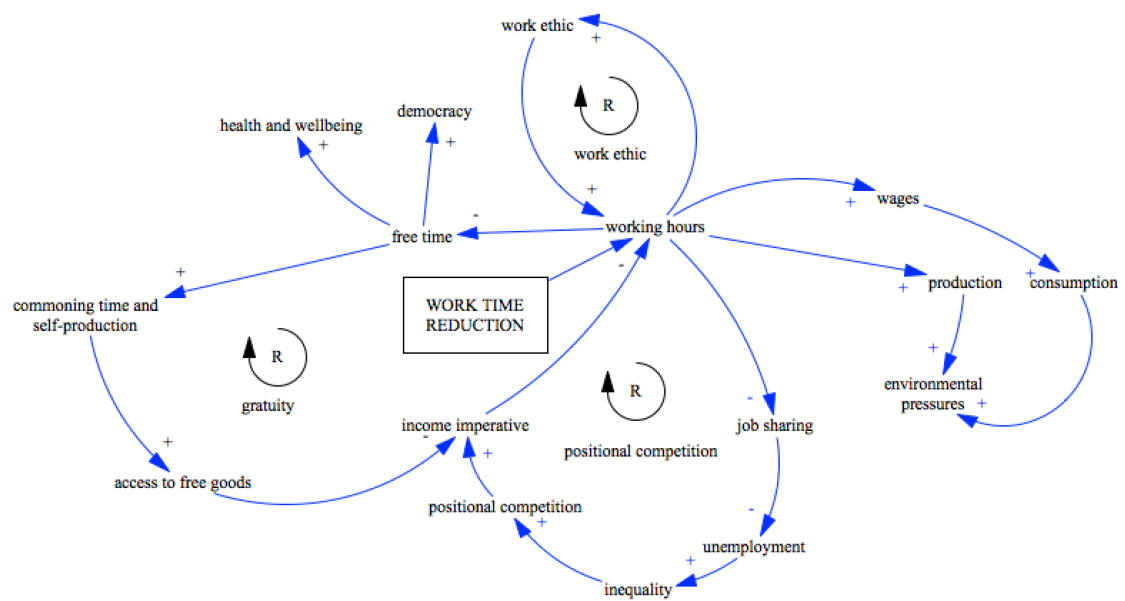 work ethic
+
R
work ethic
+
democracy
+
health and wellbeing
+
-
free time
working hours
+
wages
+
commoning time and
self-production
-
WORK TIME
REDUCTION
+
production
+
consumption
+
environmental
pressures
+
R
gratuity
R
positional competition
+
access to free goods
-
income imperative
+
positional competition
+
-
job sharing
-
unemployment
+
inequality